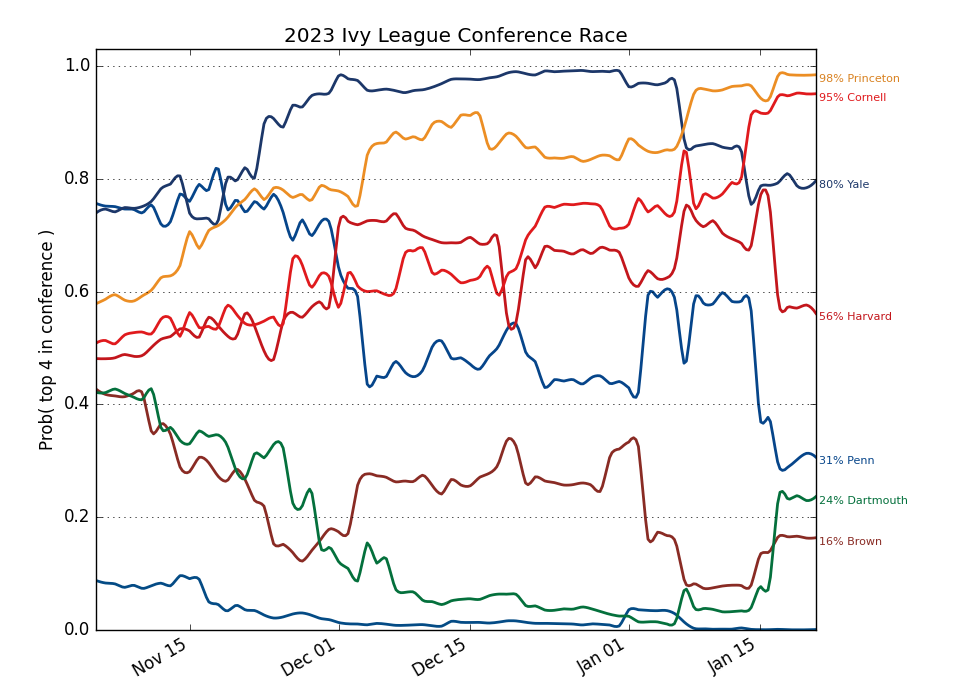 2023 Ivy League Conference Race
Prob( top 4 in conference )
1.0
0.8
0.6
0.4
0.2
0.0
Nov 15
Dec 01
Dec 15
Jan 01
Jan 15
98% Princeton
95% Cornell
80% Yale
56% Harvard
31% Penn
24% Dartmouth
16% Brown